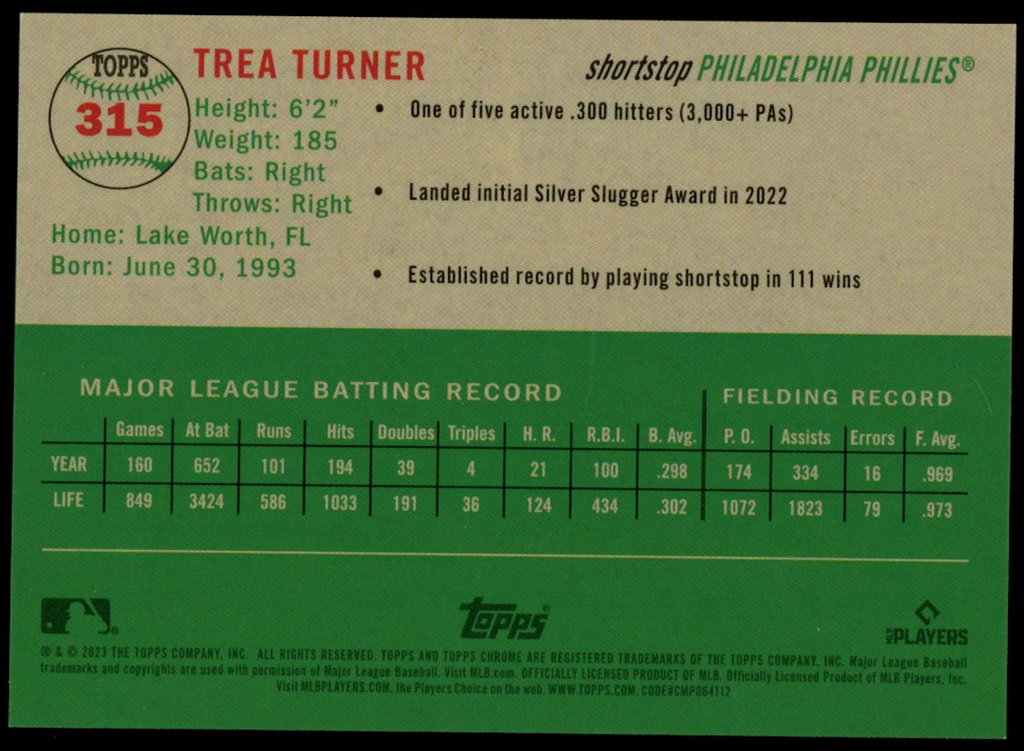 TOPPS
315
TREA TURNER
shortstop PHILADELPHIA PHILLIES®
Height: 6'2"
Weight: 185
Bats: Right
Throws: Right
Home: Lake Worth, FL
Born: June 30, 1993
• One of five active .300 hitters (3,000+ PAs)
• Landed initial Silver Slugger Award in 2022
• Established record by playing shortstop in 111 wins
MAJOR LEAGUE BATTING RECORD FIELDING RECORD
Games At Bat Runs Hits Doubles Triples H. R. R.B.I. B. Avg. P. O. Assists Errors F. Avg.
YEAR 160 652 101 194 39 4 21 100 .298 174 334 16 .969
LIFE 849 3424 586 1033 191 36 124 434 .302 1072 1823 79 .973
topps®
MLB PLAYERS
® & © 2023 THE TOPPS COMPANY, INC. ALL RIGHTS RESERVED. TOPPS AND TOPPS CHROME ARE REGISTERED TRADEMARKS OF THE TOPPS COMPANY, INC. Major League Baseball
trademarks and copyrights are used with permission of Major League Baseball. Visit MLB.com. OFFICIALLY LICENSED PRODUCT OF MLB. Officially Licensed Product of MLB Players, Inc.
Visit MLBPLAYERS.COM, the Players Choice on the web. WWW.TOPPS.COM CODE#CMP084112